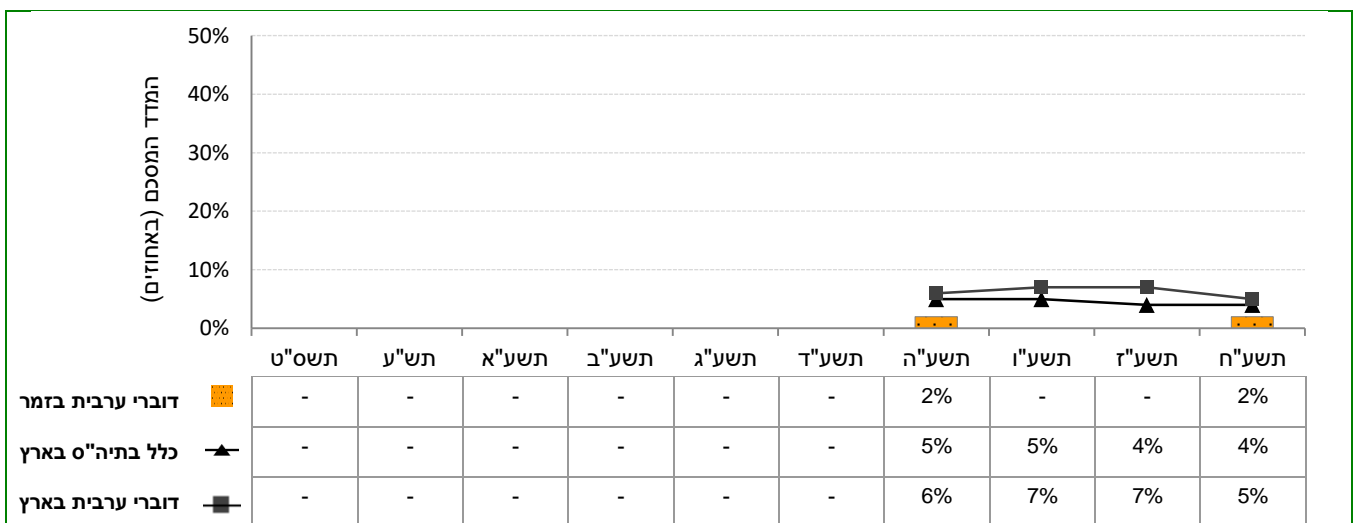 50%
40%
30%
20%
10%
0%
המדד המסכם (באחוזים)
תשס"ט תש"ע תשע"א תשע"ב תשע"ג תשע"ד תשע"ה תשע"ו תשע"ז תשע"ח
דוברי ערבית בזמר - - - - - - 2% - - 2%
כלל בתיה"ס בארץ - - - - - - 5% 5% 4% 4%
דוברי ערבית בארץ - - - - - - 6% 7% 7% 5%